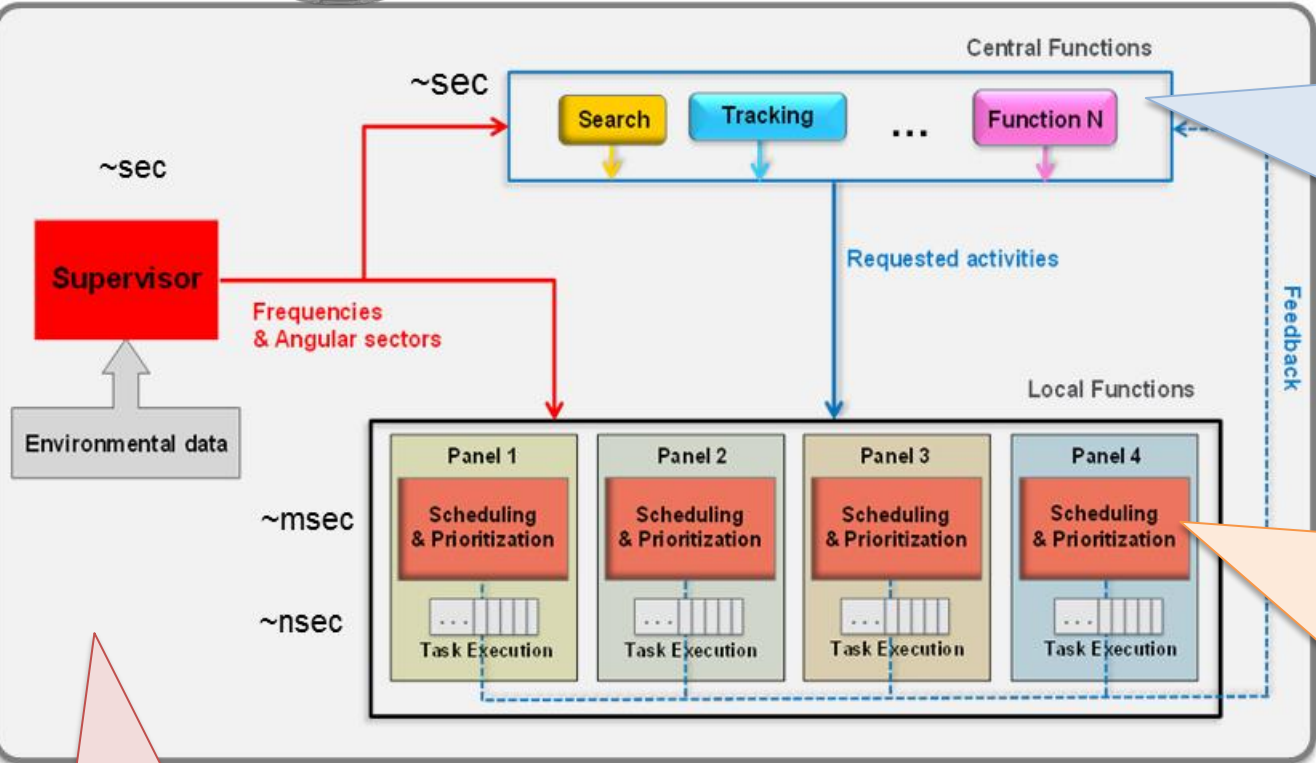 Central Functions
~sec
Search
Tracking
...
Function N
~sec
Supervisor
Requested activities
Frequencies
& Angular sectors
Feedback
Environmental data
Local Functions
Panel 1
Panel 2
Panel 3
Panel 4
~msec
Scheduling
& Prioritization
Scheduling
& Prioritization
Scheduling
& Prioritization
Scheduling
& Prioritization
~nsec
...
...
...
...
Task Execution
Task Execution
Task Execution
Task Execution